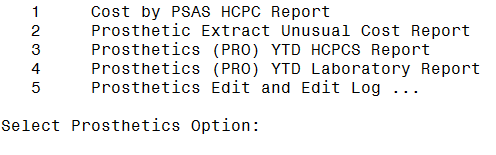 1 Cost by PSAS HCPC Report
2 Prosthetic Extract Unusual Cost Report
3 Prosthetics (PRO) YTD HCPCS Report
4 Prosthetics (PRO) YTD Laboratory Report
5 Prosthetics Edit and Edit Log ...
Select Prosthetics Option: